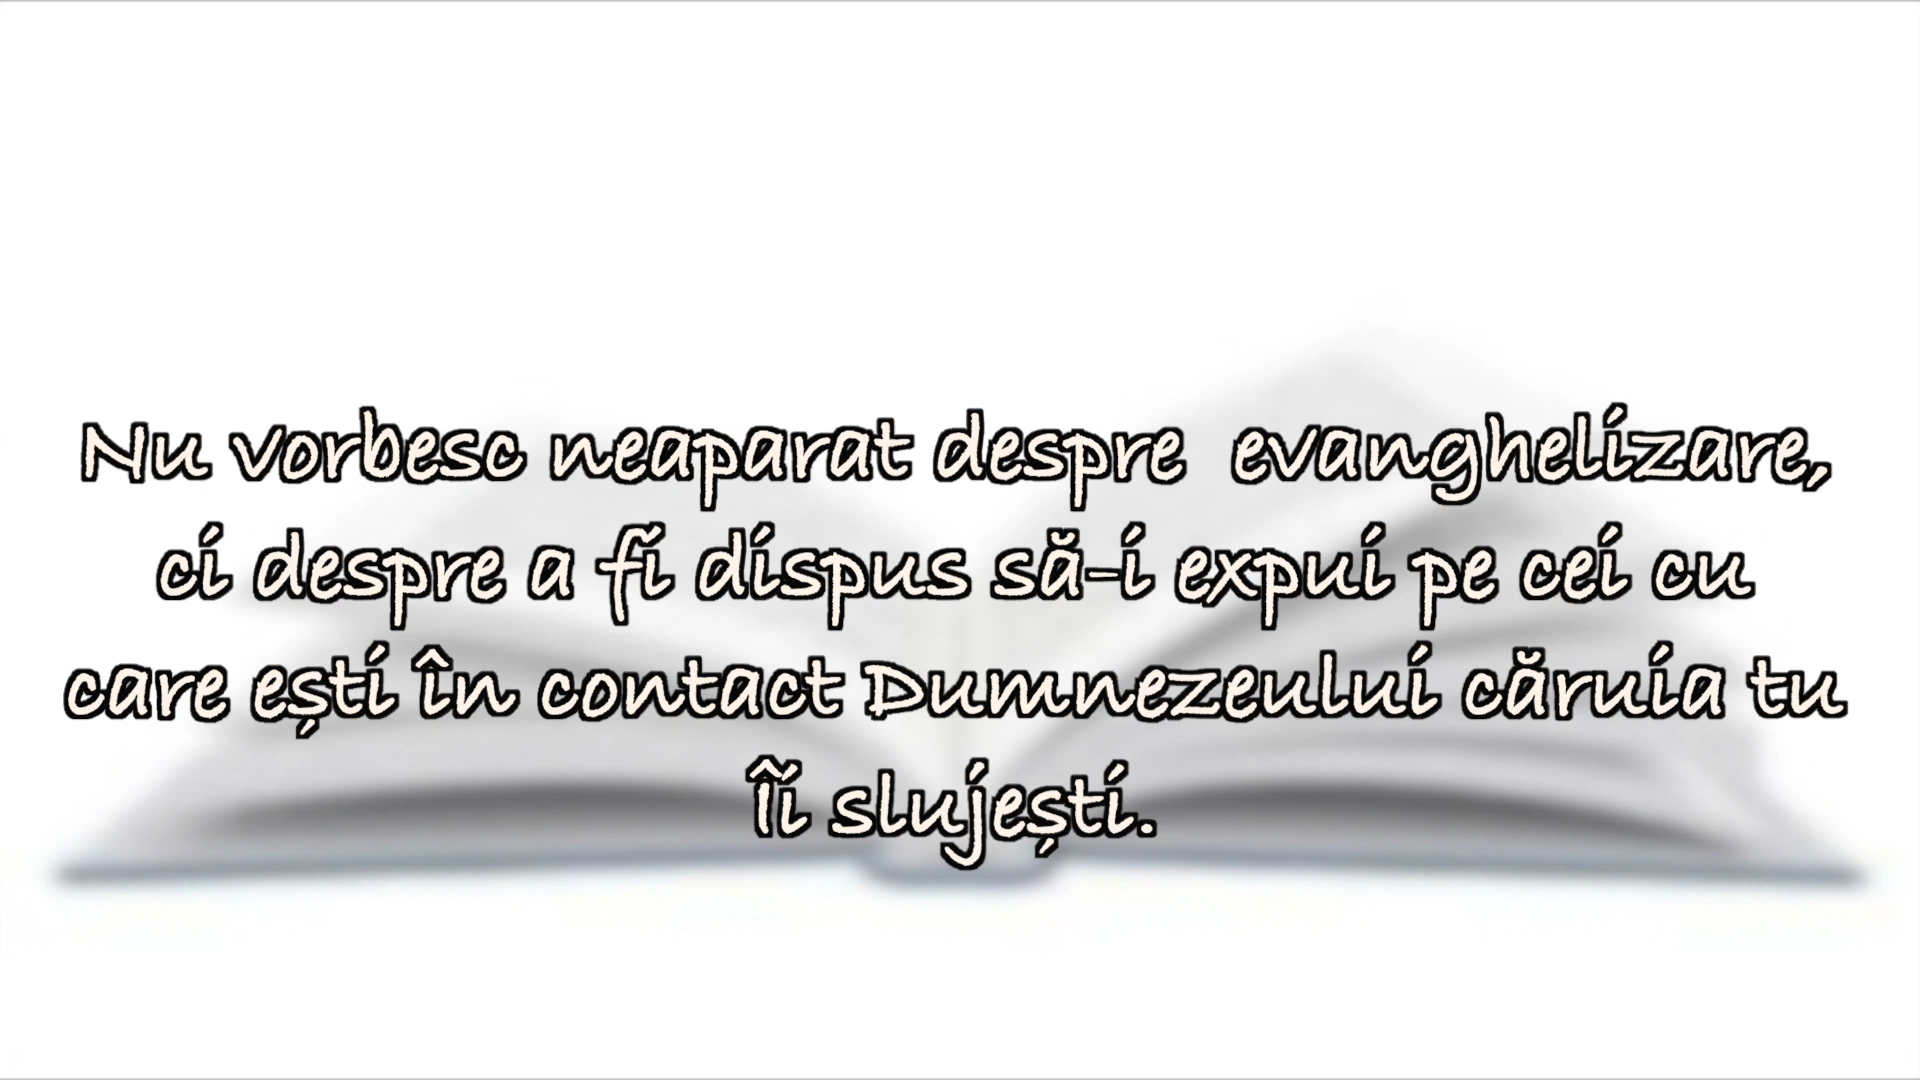 Nu vorbesc neaparat despre  evanghelizare,
ci despre a fi dispus să-i expui pe cei cu
care ești în contact Dumnezeului căruia tu
Îi slujești.